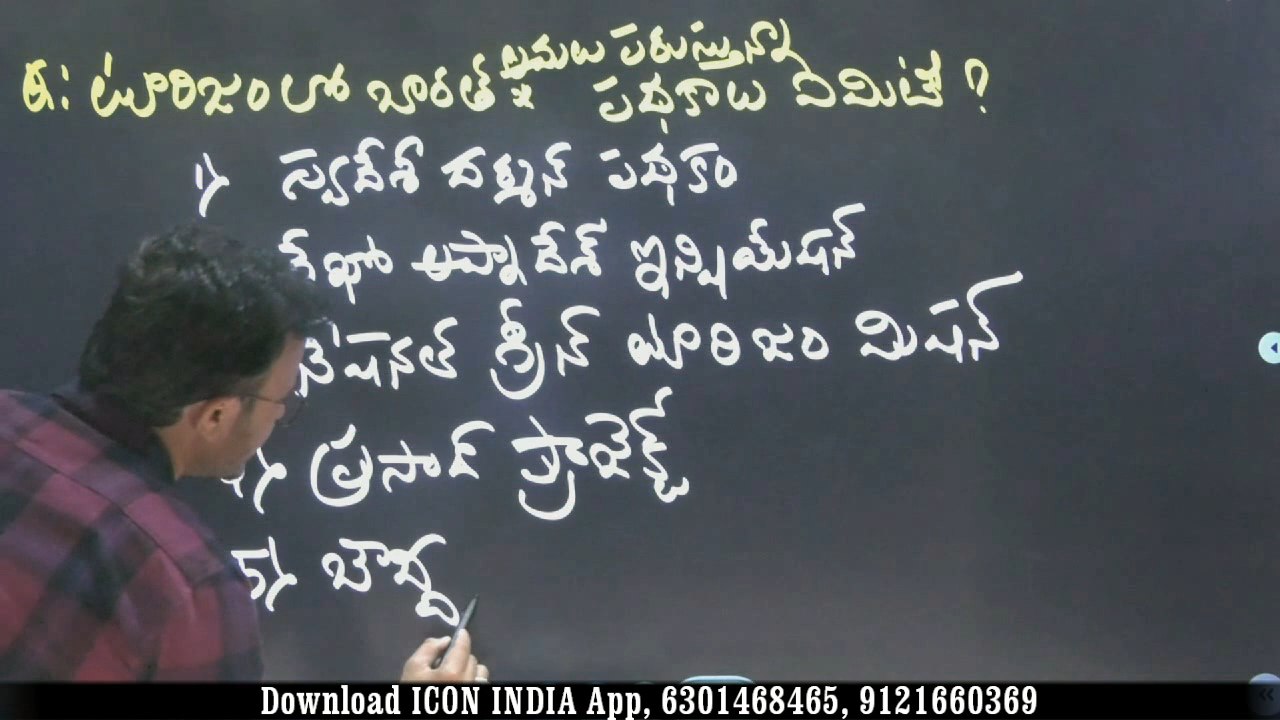 ఈ: టూరిజంలో భారత్ అమలు పరుస్తున్నా పథకాలు ఏమిటి ?
1) స్వదేశ్ దర్శన్ పథకం
దేఖో అప్నా దేశ్ ఇన్షిమేషన్
నేషనల్ గ్రీన్ టూరిజం మిషన్
4) ప్రసాద్ ప్రాజెక్ట్
5) బౌద్ద
Download ICON INDIA App, 6301468465, 9121660369